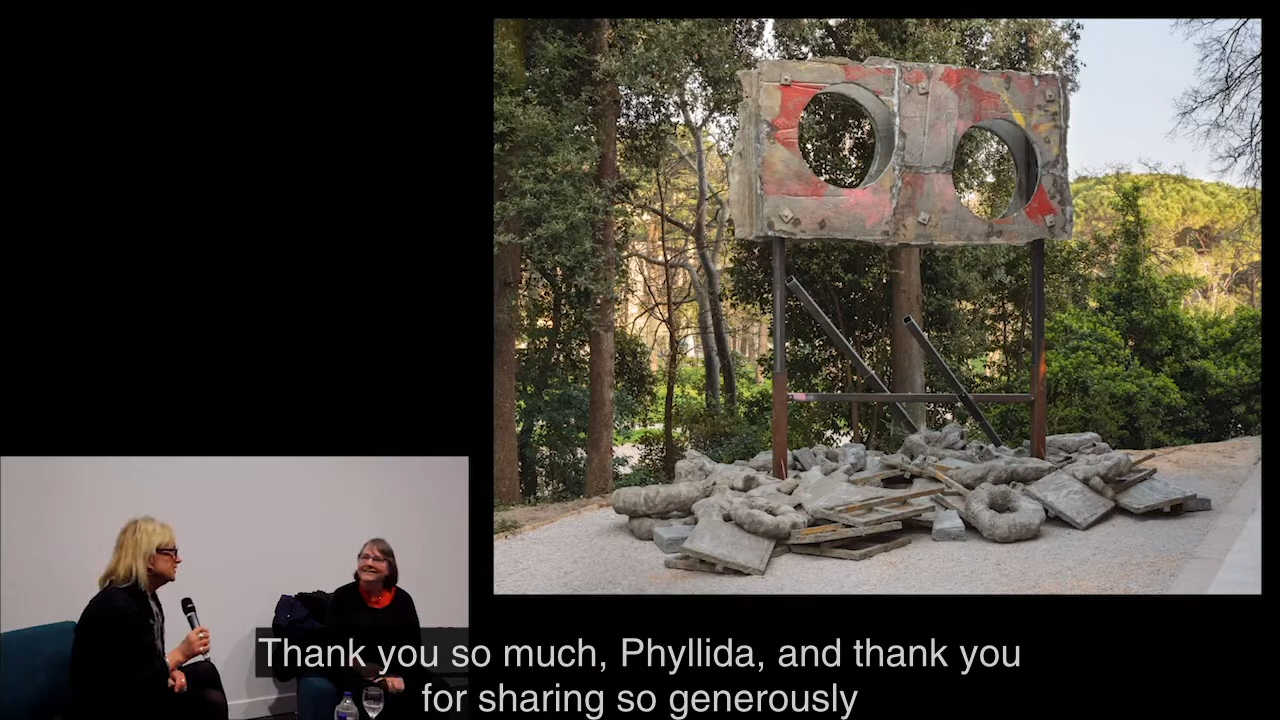 Thank you so much, Phyllida, and thank you
for sharing so generously